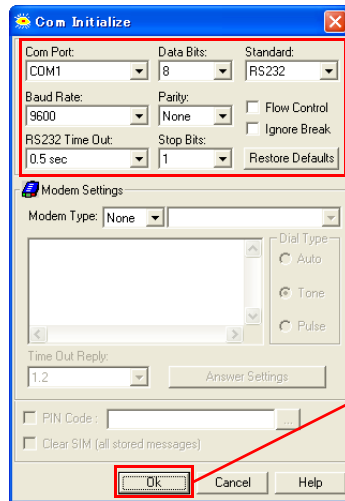 Com Initialize
Com Port: Data Bits: Standard:
COM1 8 RS232
Baud Rate: Parity:
9600 None Flow Control
Ignore Break
RS232 Time Out: Stop Bits:
0.5 sec 1 Restore Defaults
Modem Settings
Modem Type: None
Dial Type
Auto
Tone
Pulse
Time Out Reply:
1.2 Answer Settings
PIN Code : ...
Clear SIM (all stored messages)
Ok Cancel Help